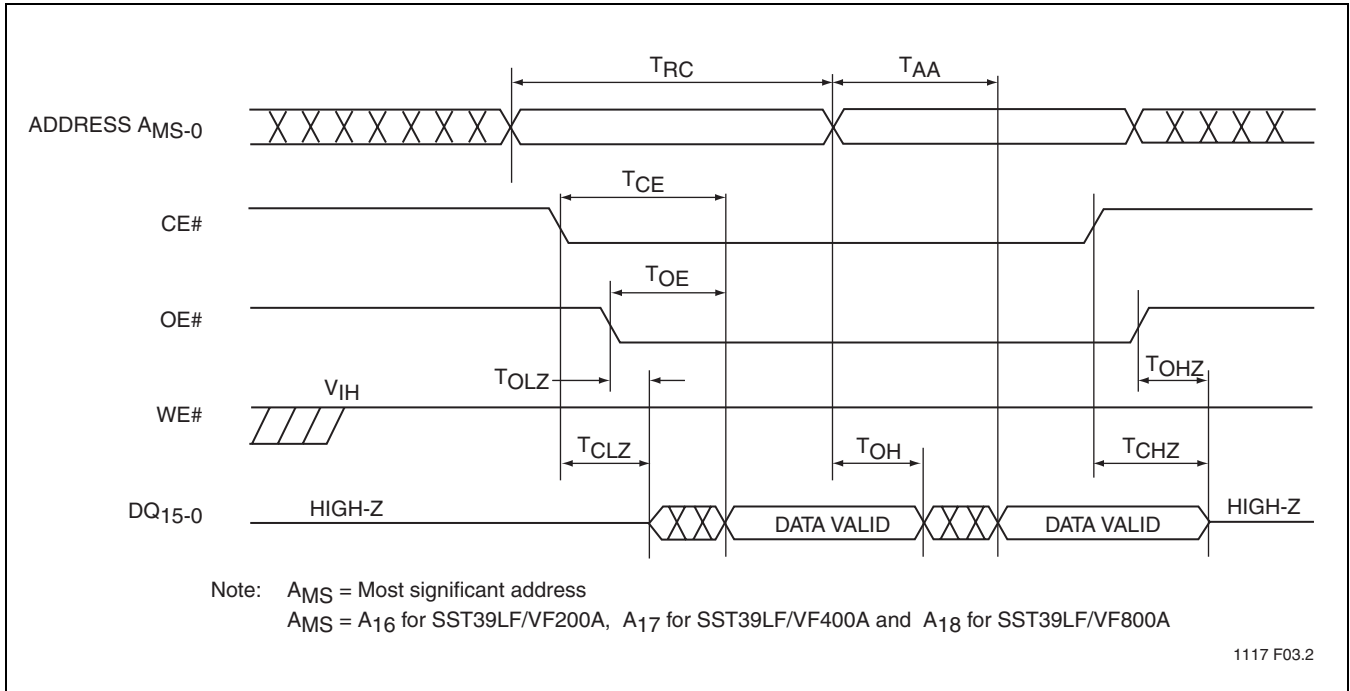 TRC TAA
ADDRESS AMS-0
TCE
CE#
TOE
OE#
TOLZ TOHZ
VIH
WE#
TCLZ TOH TCHZ
DQ15-0 HIGH-Z DATA VALID DATA VALID HIGH-Z
Note: AMS = Most significant address
AMS = A16 for SST39LF/VF200A, A17 for SST39LF/VF400A and A18 for SST39LF/VF800A
1117 F03.2